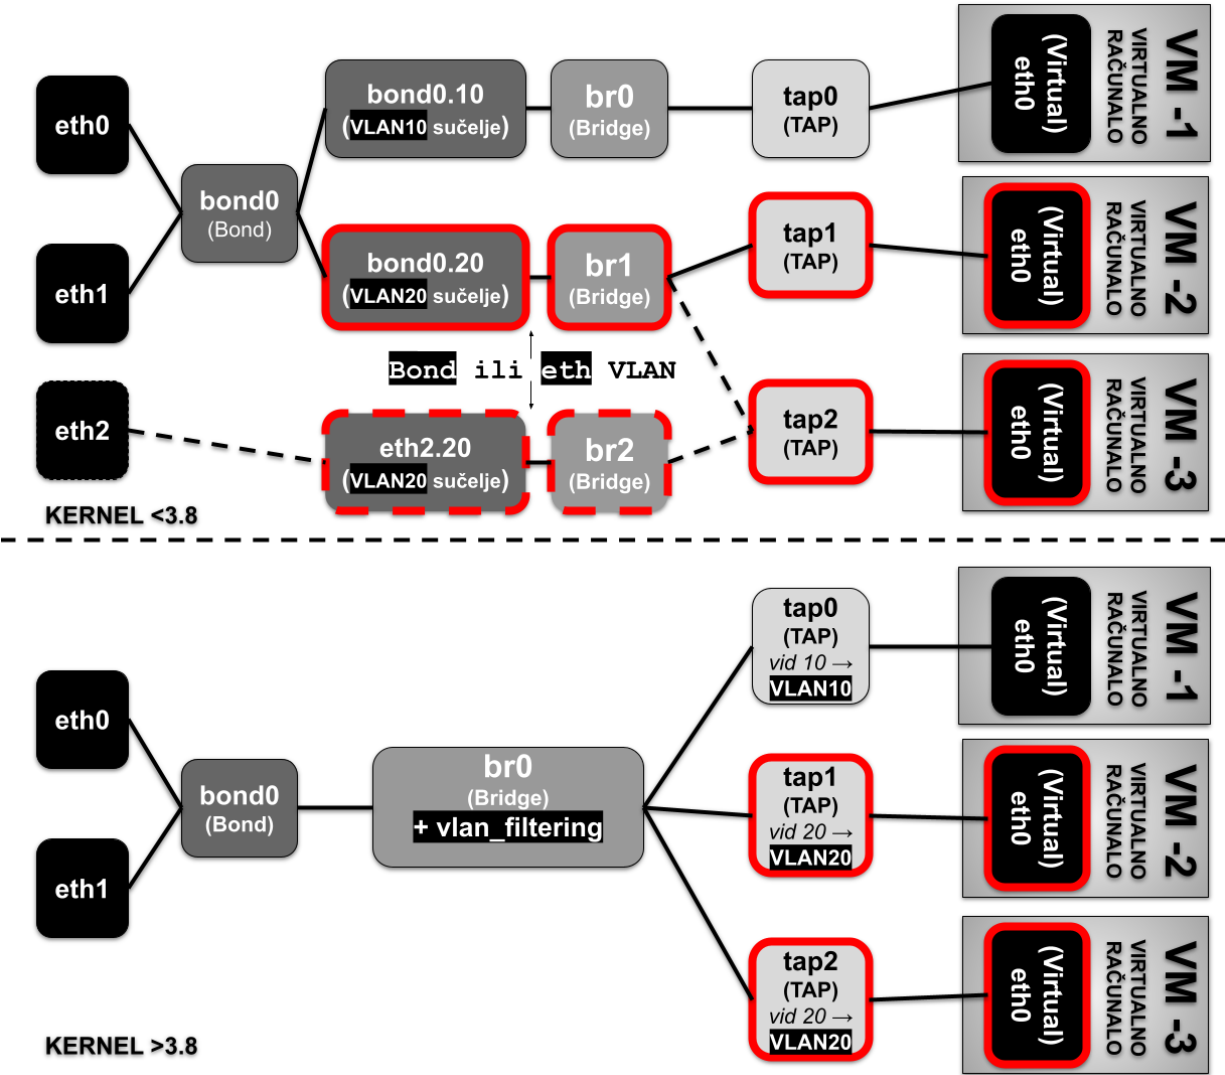 bond0.10
(VLAN10 sučelje)
br0
(Bridge)
tap0
(TAP)
(Virtual)
eth0
VIRTUALNO
RAČUNALO
VM -1
eth0
bond0
(Bond)
eth1
bond0.20
(VLAN20 sučelje)
br1
(Bridge)
tap1
(TAP)
(Virtual)
eth0
VIRTUALNO
RAČUNALO
VM -2
Bond ili eth VLAN
eth2
eth2.20
(VLAN20 sučelje)
br2
(Bridge)
tap2
(TAP)
(Virtual)
eth0
VIRTUALNO
RAČUNALO
VM -3
KERNEL <3.8
tap0
(TAP)
vid 10 →
VLAN10
(Virtual)
eth0
VIRTUALNO
RAČUNALO
VM -1
eth0
bond0
(Bond)
eth1
br0
(Bridge)
+ vlan_filtering
tap1
(TAP)
vid 20 →
VLAN20
(Virtual)
eth0
VIRTUALNO
RAČUNALO
VM -2
tap2
(TAP)
vid 20 →
VLAN20
(Virtual)
eth0
VIRTUALNO
RAČUNALO
VM -3
KERNEL >3.8